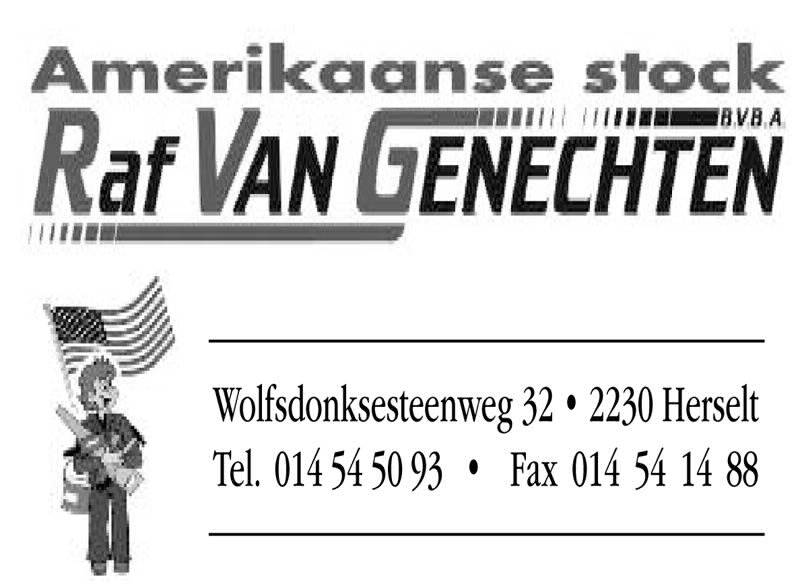 Amerikaanse stock
Raf VAN GENECHTEN B.V.B.A.
Wolfsdonksesteenweg 32 • 2230 Herselt
Tel. 014 54 50 93 • Fax 014 54 14 88